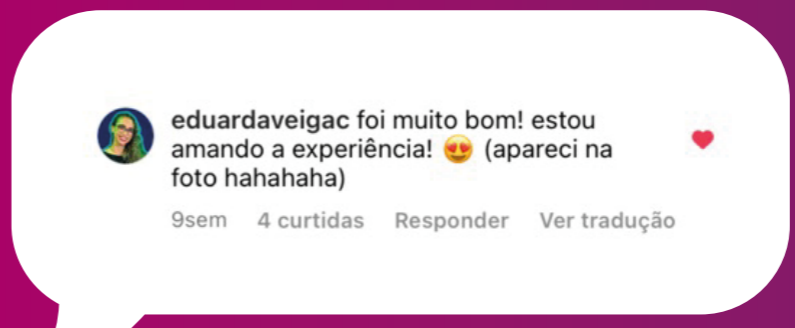 eduardaveigac foi muito bom! estou
amando a experiência! 😍 (apareci na
foto hahahaha)
9sem 4 curtidas Responder Ver tradução